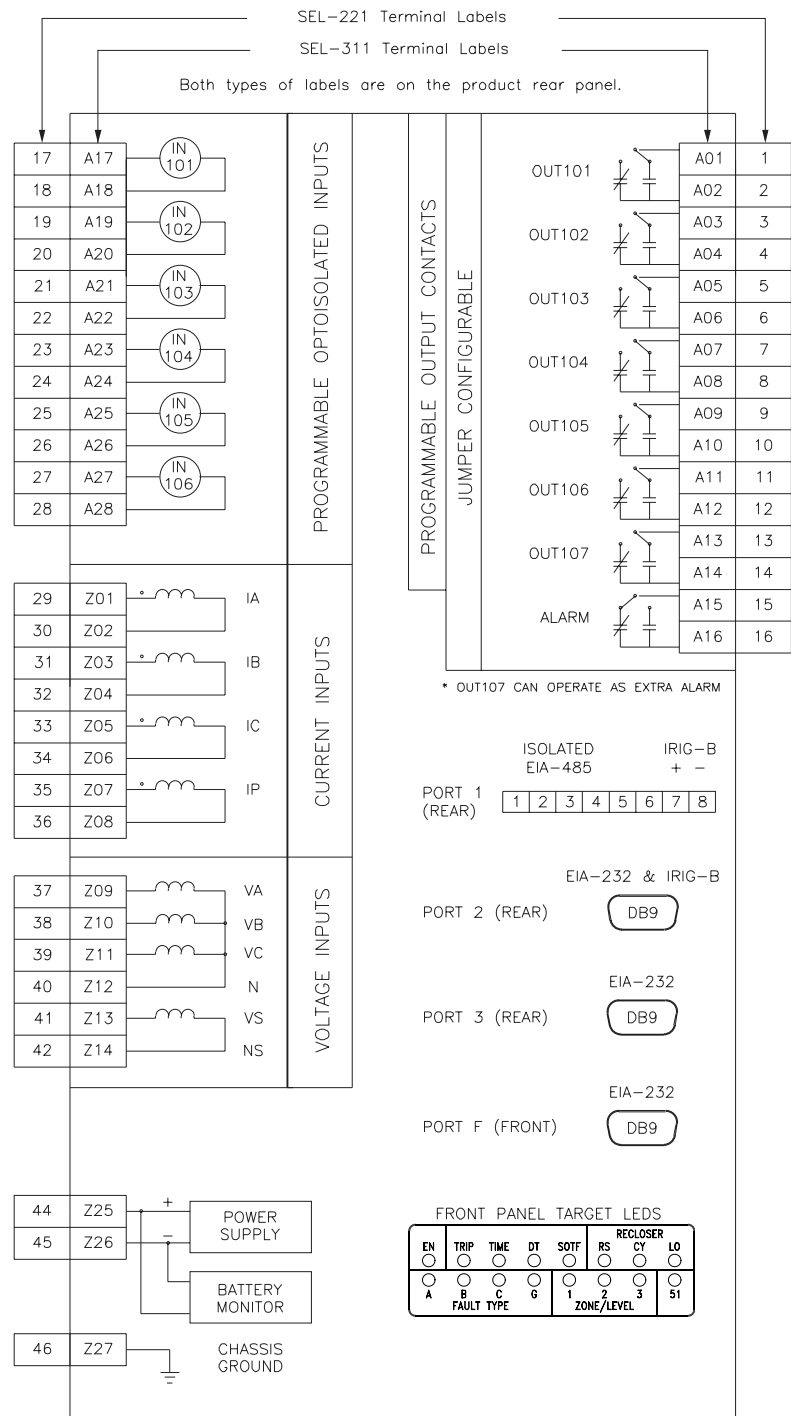 SEL-221 Terminal Labels
SEL-311 Terminal Labels
Both types of labels are on the product rear panel.
17 A17 IN 101
18 A18
19 A19 IN 102
20 A20
21 A21 IN 103
22 A22
23 A23 IN 104
24 A24
25 A25 IN 105
26 A26
27 A27 IN 106
28 A28
PROGRAMMABLE OPTOISOLATED INPUTS
29 Z01 IA
30 Z02
31 Z03 IB
32 Z04
33 Z05 IC
34 Z06
35 Z07 IP
36 Z08
CURRENT INPUTS
37 Z09 VA
38 Z10 VB
39 Z11 VC
40 Z12 N
41 Z13 VS
42 Z14 NS
VOLTAGE INPUTS
44 Z25 + POWER SUPPLY
45 Z26 -
BATTERY MONITOR
46 Z27 CHASSIS GROUND
PROGRAMMABLE OUTPUT CONTACTS
JUMPER CONFIGURABLE
OUT101 A01 1
A02 2
OUT102 A03 3
A04 4
OUT103 A05 5
A06 6
OUT104 A07 7
A08 8
OUT105 A09 9
A10 10
OUT106 A11 11
A12 12
OUT107 A13 13
A14 14
ALARM A15 15
A16 16
* OUT107 CAN OPERATE AS EXTRA ALARM
ISOLATED IRIG-B
EIA-485 + -
PORT 1 1 2 3 4 5 6 7 8
(REAR)
EIA-232 & IRIG-B
PORT 2 (REAR) DB9
EIA-232
PORT 3 (REAR) DB9
EIA-232
PORT F (FRONT) DB9
FRONT PANEL TARGET LEDS
RECLOSER
EN TRIP TIME DT SOTF RS CY LO
A B C G 1 2 3 51
FAULT TYPE ZONE/LEVEL